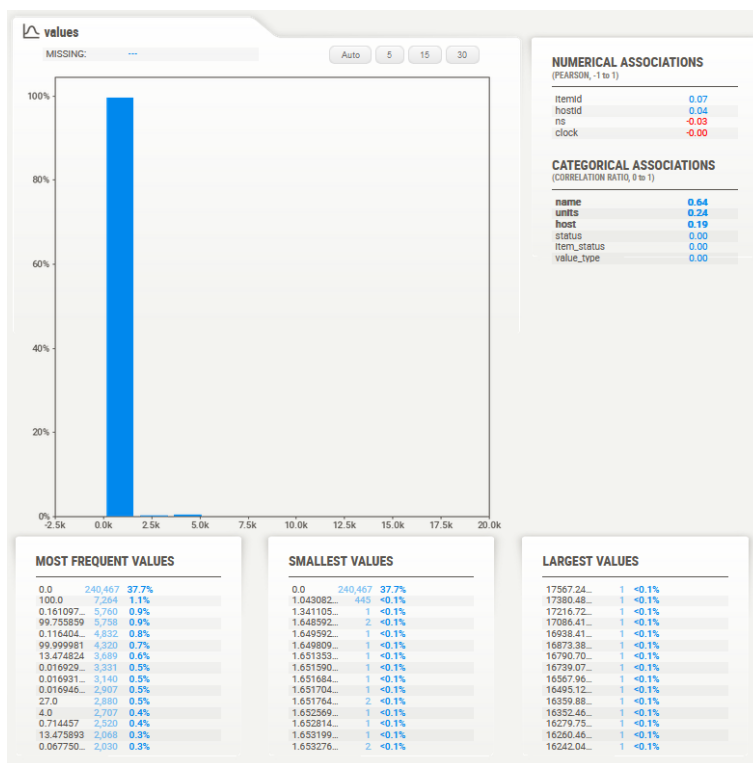 values
MISSING: ---
Auto 5 15 30
100%
80%
60%
40%
20%
0%
-2.5k 0.0k 2.5k 5.0k 7.5k 10.0k 12.5k 15.0k 17.5k 20.0k
NUMERICAL ASSOCIATIONS
(PEARSON, -1 to 1)
itemid 0.07
hostid 0.04
ns -0.03
clock -0.00
CATEGORICAL ASSOCIATIONS
(CORRELATION RATIO, 0 to 1)
name 0.64
units 0.24
host 0.19
status 0.00
item_status 0.00
value_type 0.00
MOST FREQUENT VALUES
0.0 240,467 37.7%
100.0 7,264 1.1%
0.161097... 5,760 0.9%
99.755859 5,758 0.9%
0.116404... 4,832 0.8%
99.999981 4,320 0.7%
13.474824 3,689 0.6%
0.016929... 3,331 0.5%
0.016931... 3,140 0.5%
0.016946... 2,907 0.5%
27.0 2,880 0.5%
4.0 2,707 0.4%
0.714457 2,520 0.4%
13.475893 2,068 0.3%
0.067750... 2,030 0.3%
SMALLEST VALUES
0.0 240,467 37.7%
1.043082... 445 <0.1%
1.341105... 1 <0.1%
1.648592... 2 <0.1%
1.649592... 1 <0.1%
1.649809... 1 <0.1%
1.651353... 1 <0.1%
1.651590... 1 <0.1%
1.651684... 1 <0.1%
1.651704... 1 <0.1%
1.651764... 2 <0.1%
1.652569... 1 <0.1%
1.652814... 1 <0.1%
1.653199... 1 <0.1%
1.653276... 2 <0.1%
LARGEST VALUES
17567.24... 1 <0.1%
17380.48... 1 <0.1%
17216.72... 1 <0.1%
17086.41... 1 <0.1%
16938.41... 1 <0.1%
16873.38... 1 <0.1%
16790.70... 1 <0.1%
16739.07... 1 <0.1%
16567.96... 1 <0.1%
16495.12... 1 <0.1%
16359.88... 1 <0.1%
16352.46... 1 <0.1%
16279.75... 1 <0.1%
16260.46... 1 <0.1%
16242.04... 1 <0.1%